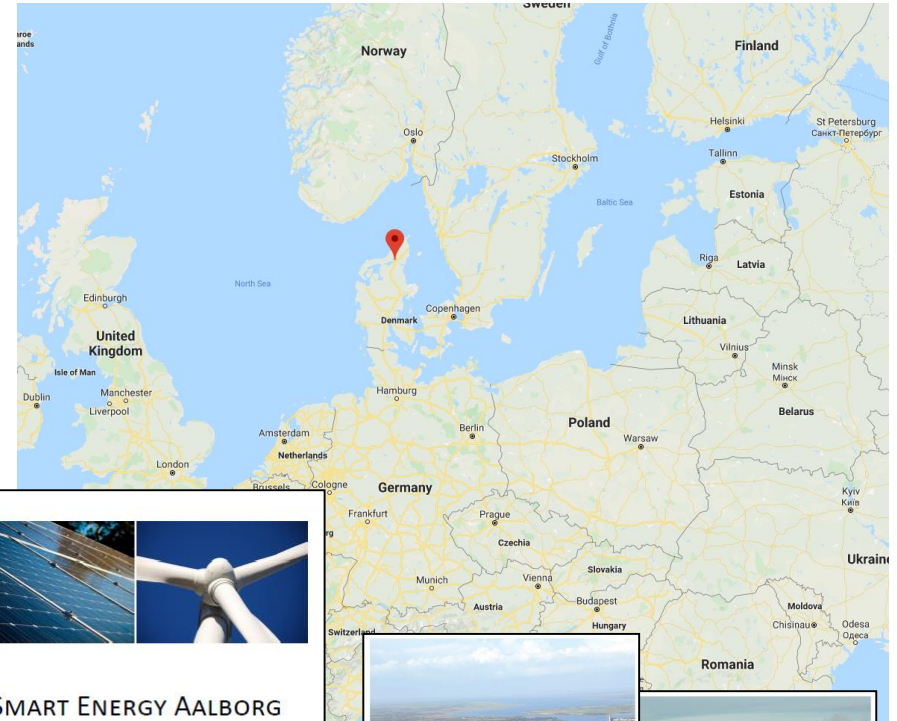 Sweden
Norway
Finland
Gulf of Bothnia
Oslo
Helsinki
St Petersburg
Санкт-Петербург
Stockholm
Tallinn
Estonia
Baltic Sea
Riga
Latvia
North Sea
Edinburgh
Copenhagen
Denmark
Lithuania
United
Kingdom
Vilnius
Isle of Man
Minsk
Мінск
Dublin
Manchester
Liverpool
Hamburg
Belarus
Amsterdam
Berlin
Poland
Warsaw
Netherlands
London
Brussels
Cologne
Germany
Kyiv
Київ
Frankfurt
Prague
Czechia
Ukraine
Slovakia
Munich
Vienna
Austria
Budapest
Hungary
Moldova
Chisinau
Odesa
Одеса
Switzerland
Romania
SMART ENERGY AALBORG